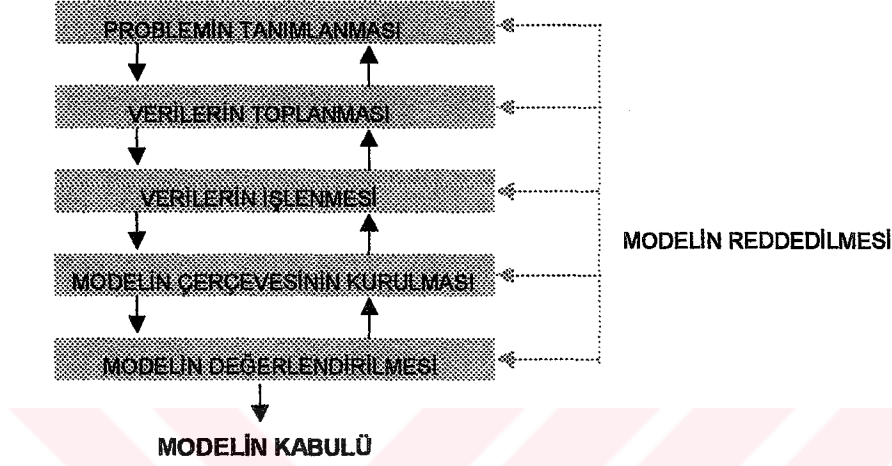 PROBLEMİN TANIMLANMASI
VERİLERİN TOPLANMASI
VERİLERİN İŞLENMESİ
MODELİN REDDEDİLMESİ
MODELİN ÇERÇEVESİNİN KURULMASI
MODELİN DEĞERLENDİRİLMESİ
MODELİN KABULÜ